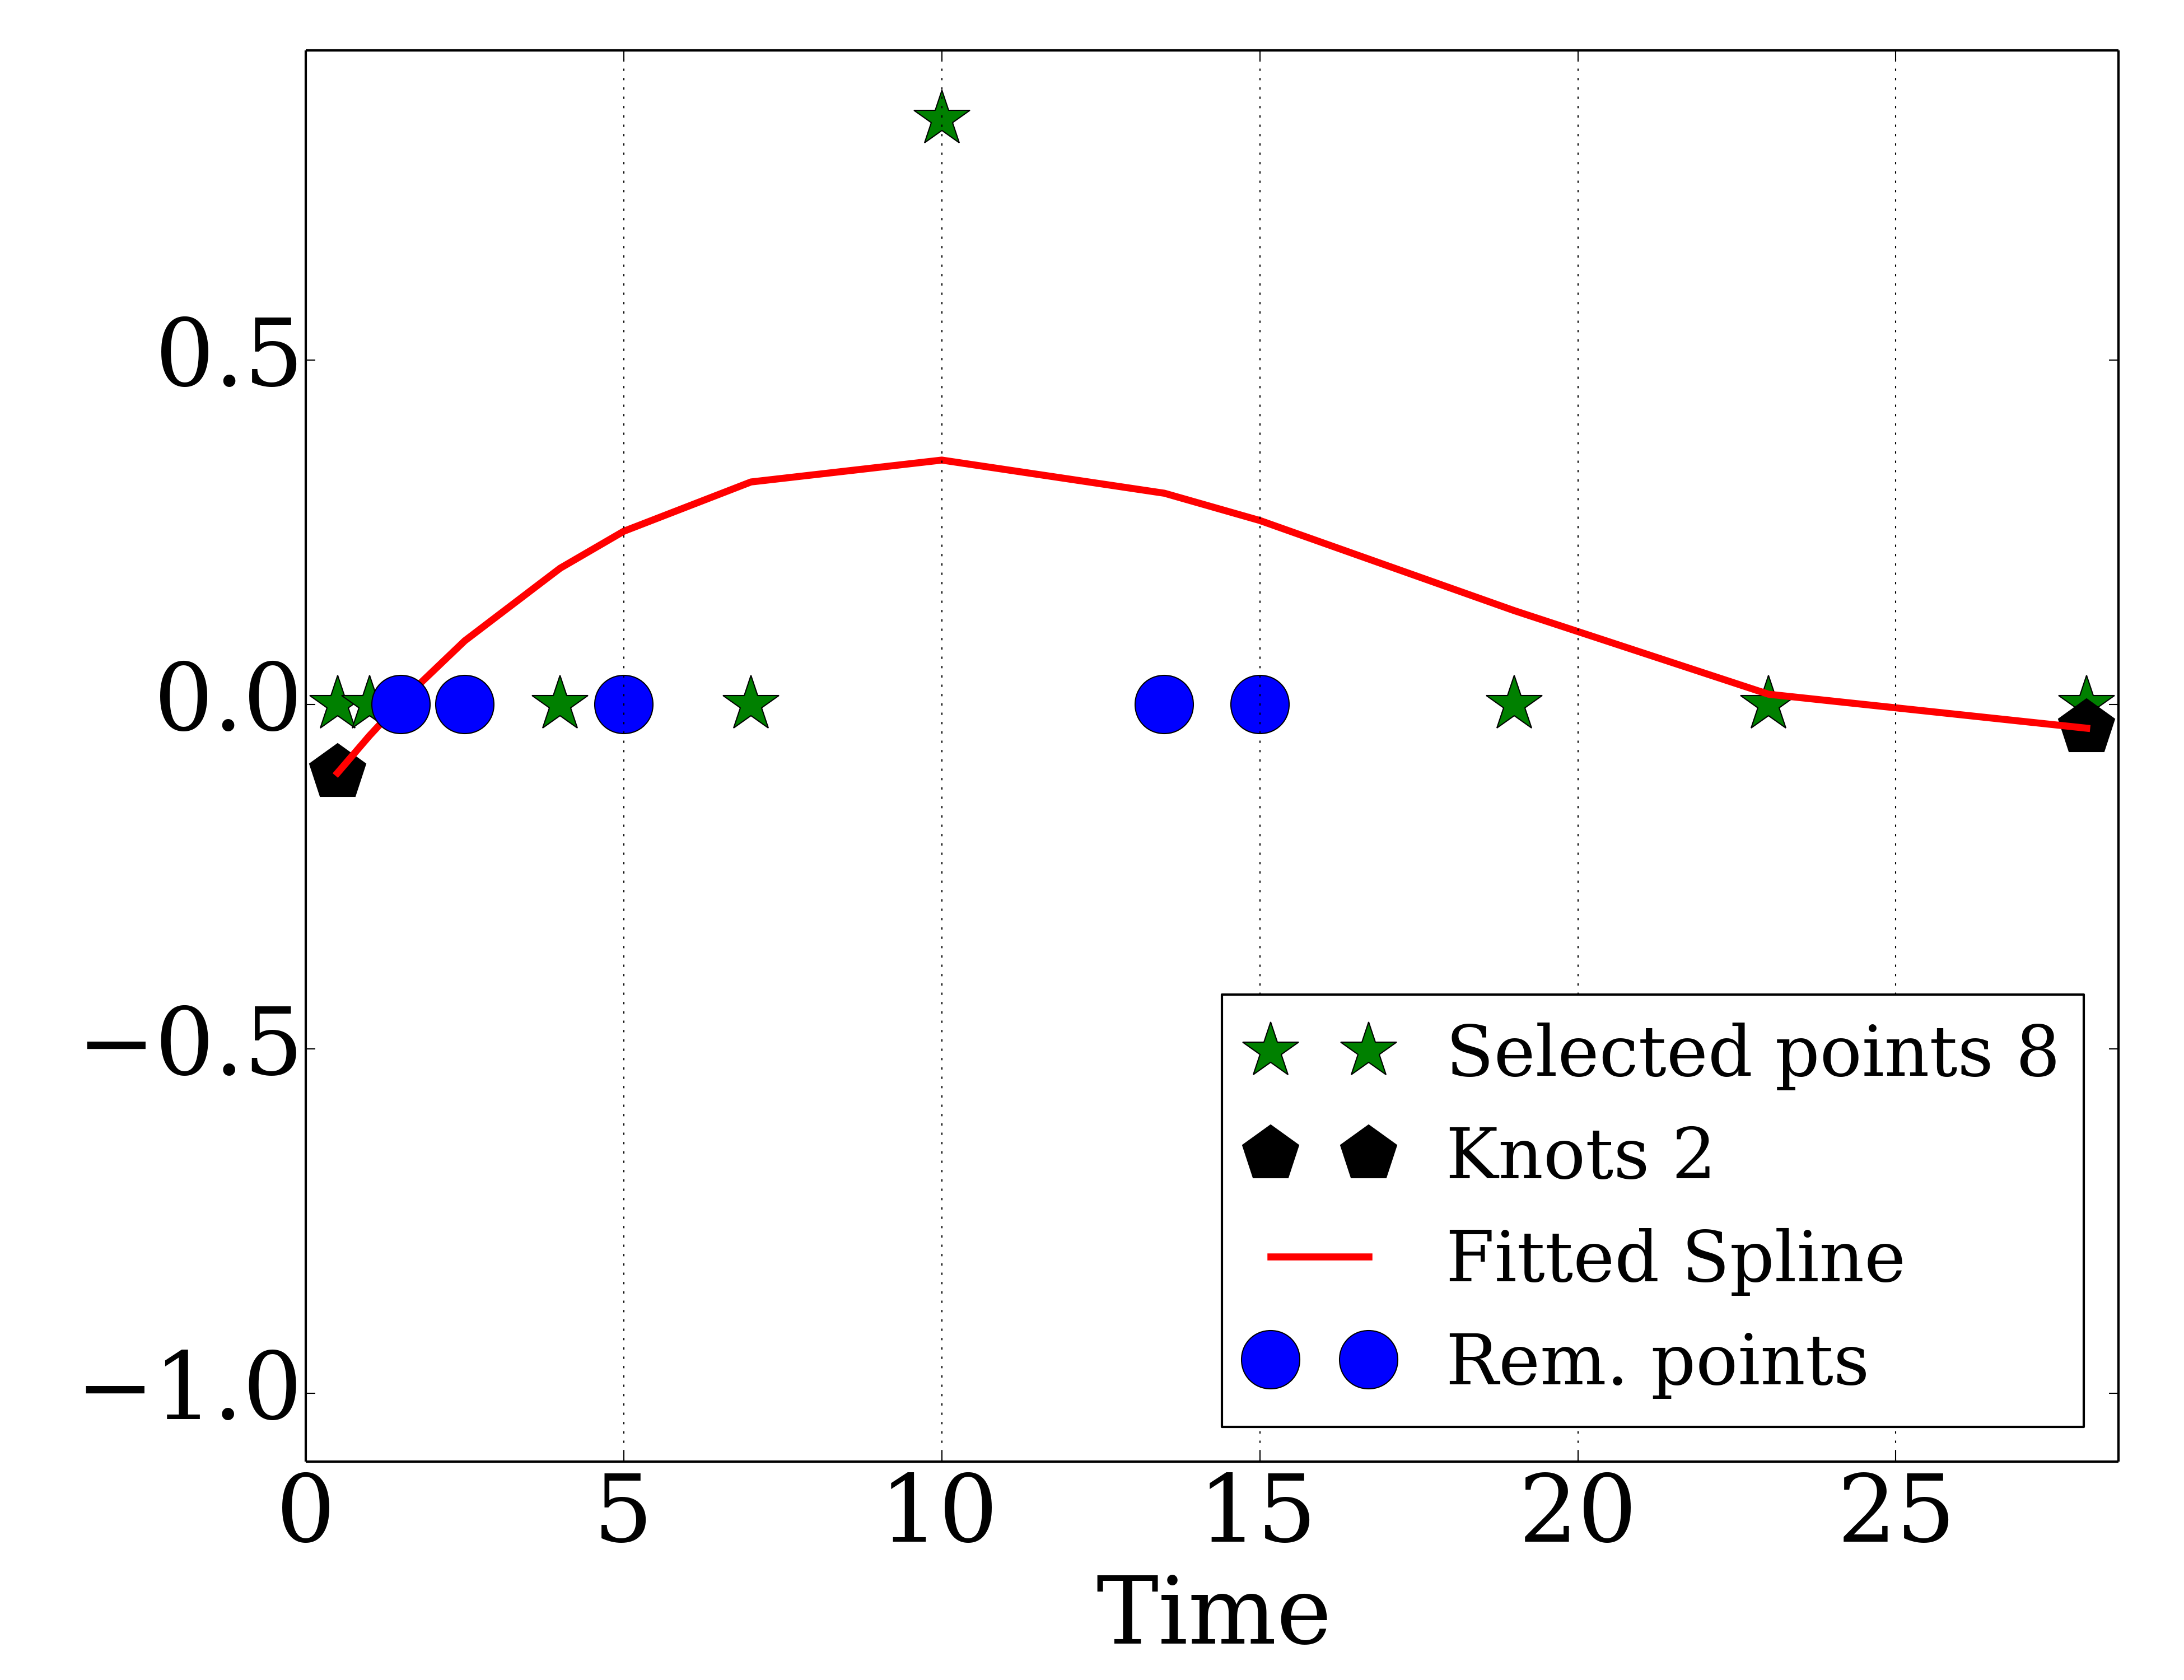 0.5
0.0
−0.5
−1.0
Selected points 8
Knots 2
Fitted Spline
Rem. points
0 5 10 15 20 25
Time